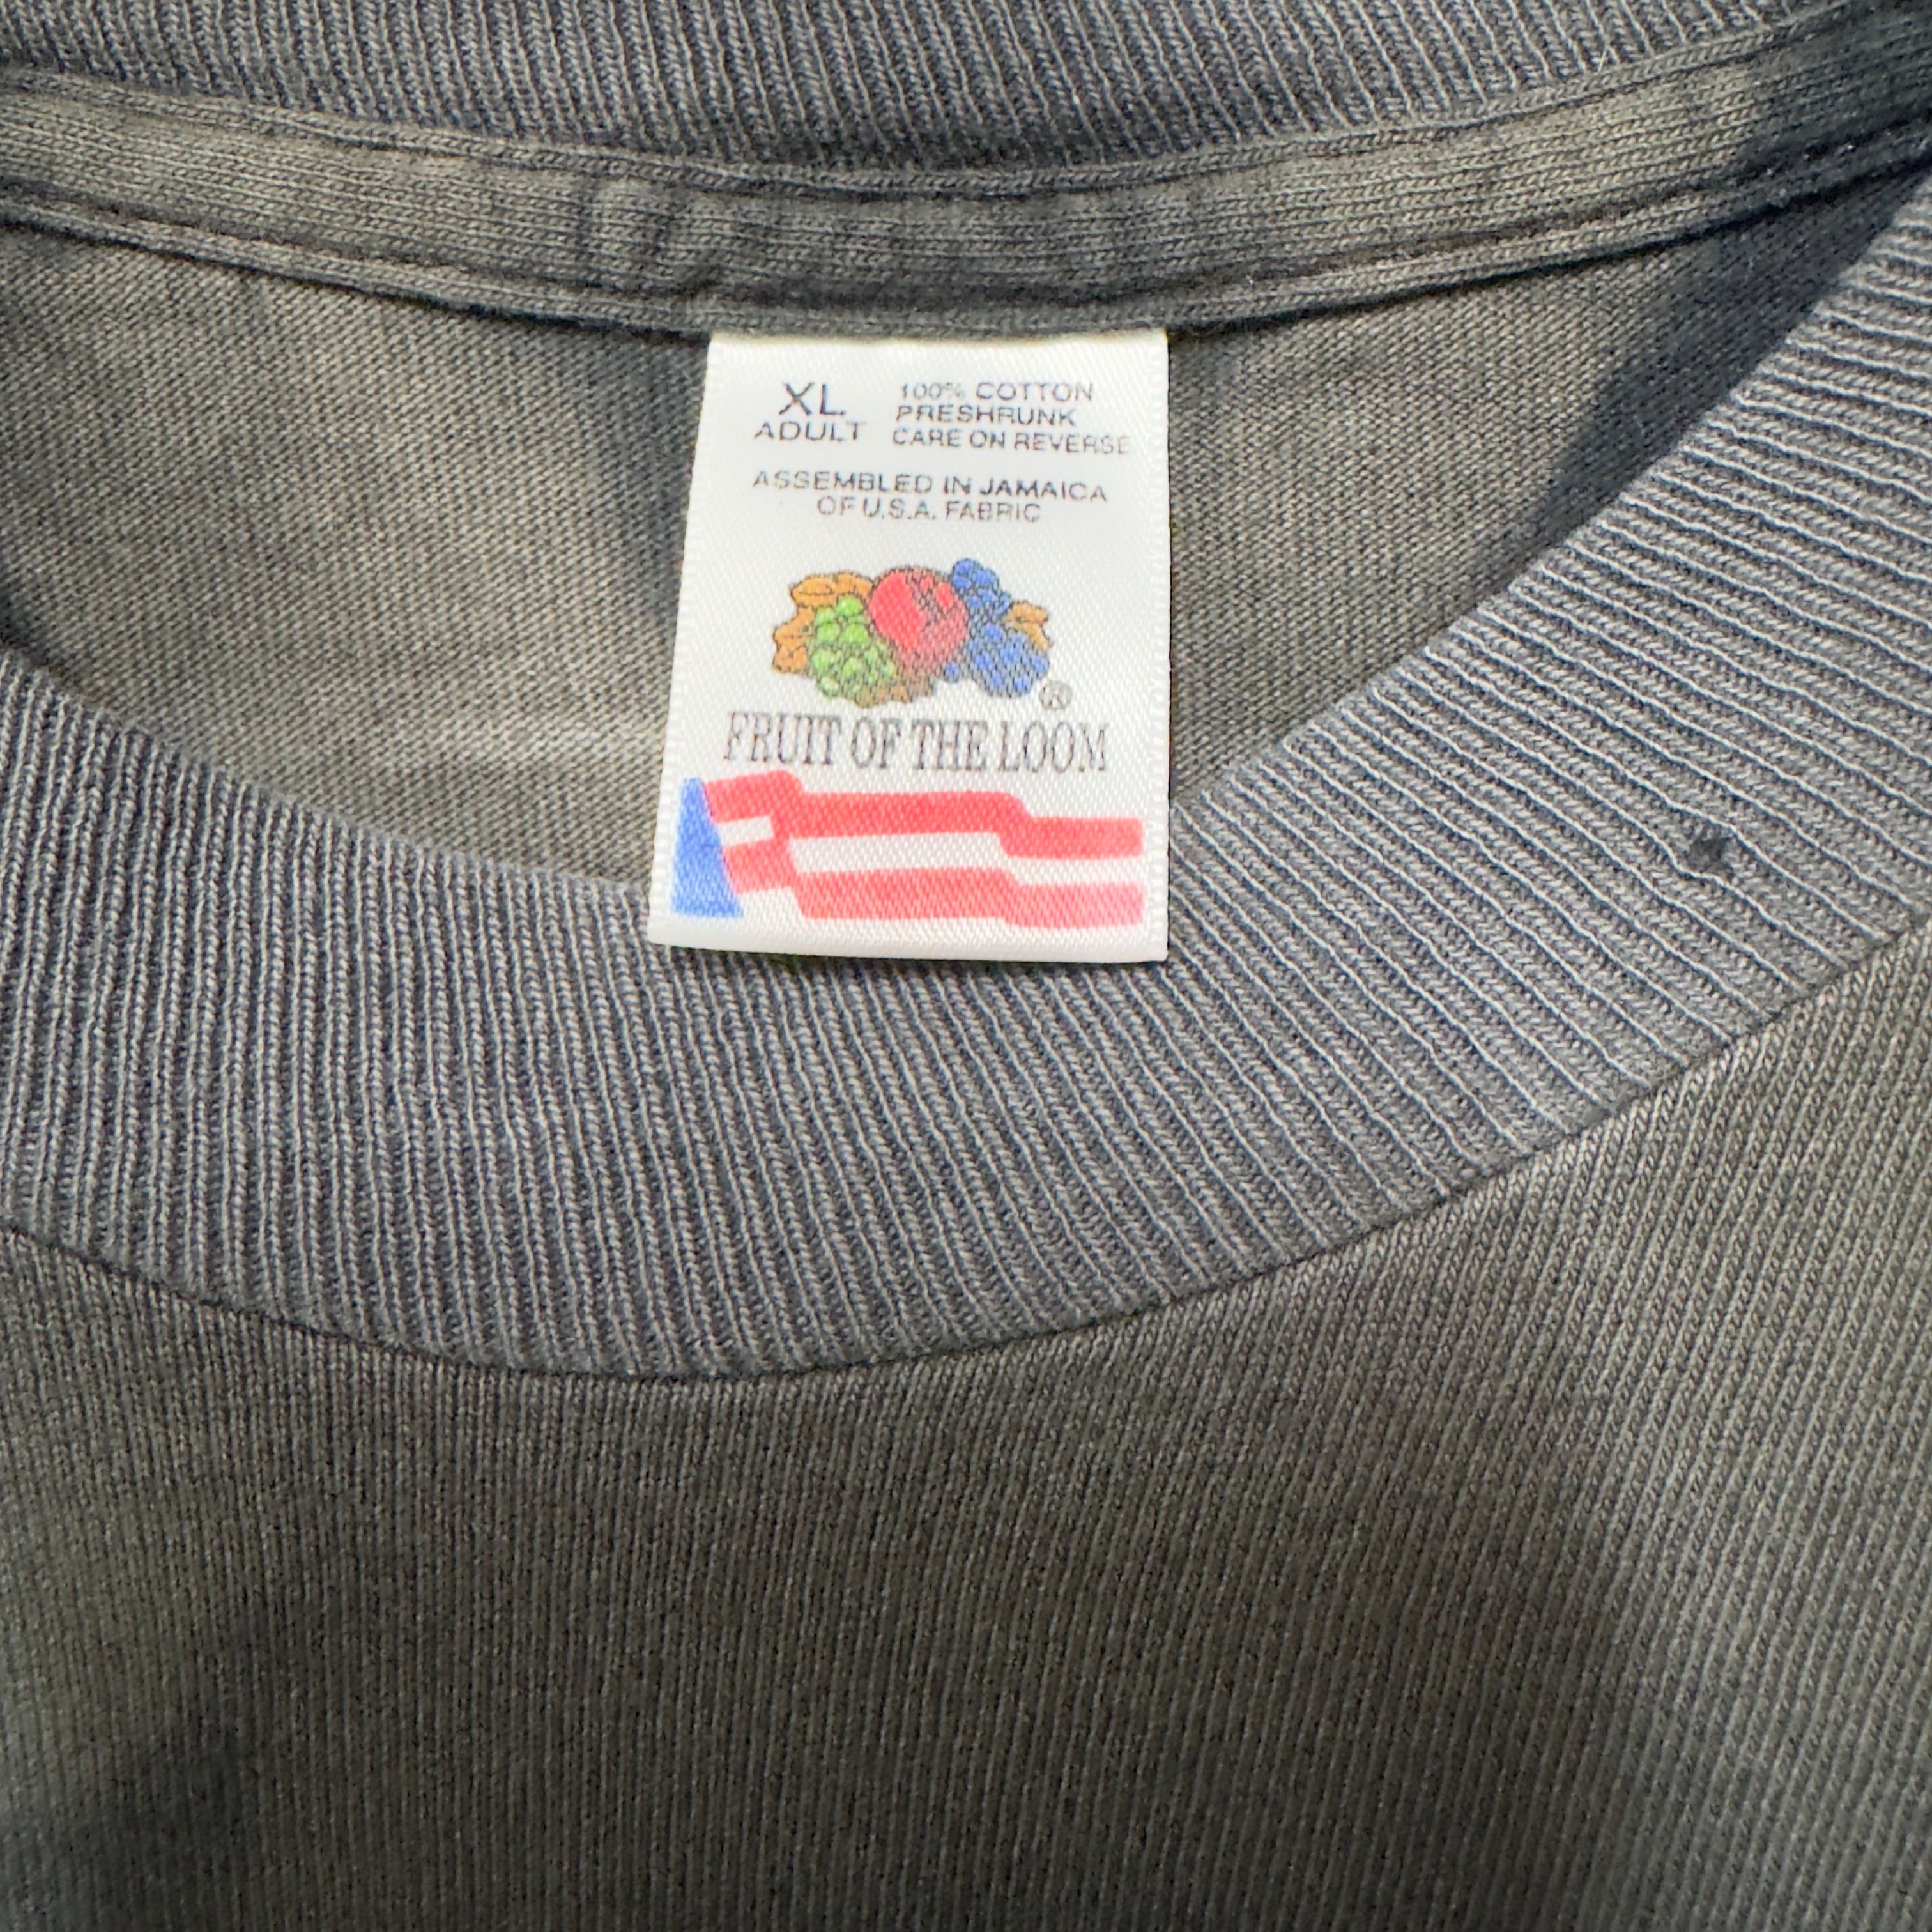 XL
ADULT
100% COTTON
PRESHRUNK
CARE ON REVERSE
ASSEMBLED IN JAMAICA
OF U.S.A. FABRIC
®
FRUIT OF THE LOOM